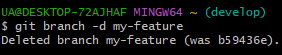 UA@DESKTOP-72AJHAF MINGW64 ~ (develop)
$ git branch -d my-feature
Deleted branch my-feature (was b59436e).